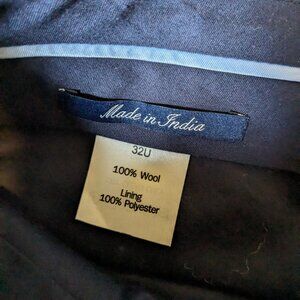 Made in India
32U
100% Wool
Lining
100% Polyester